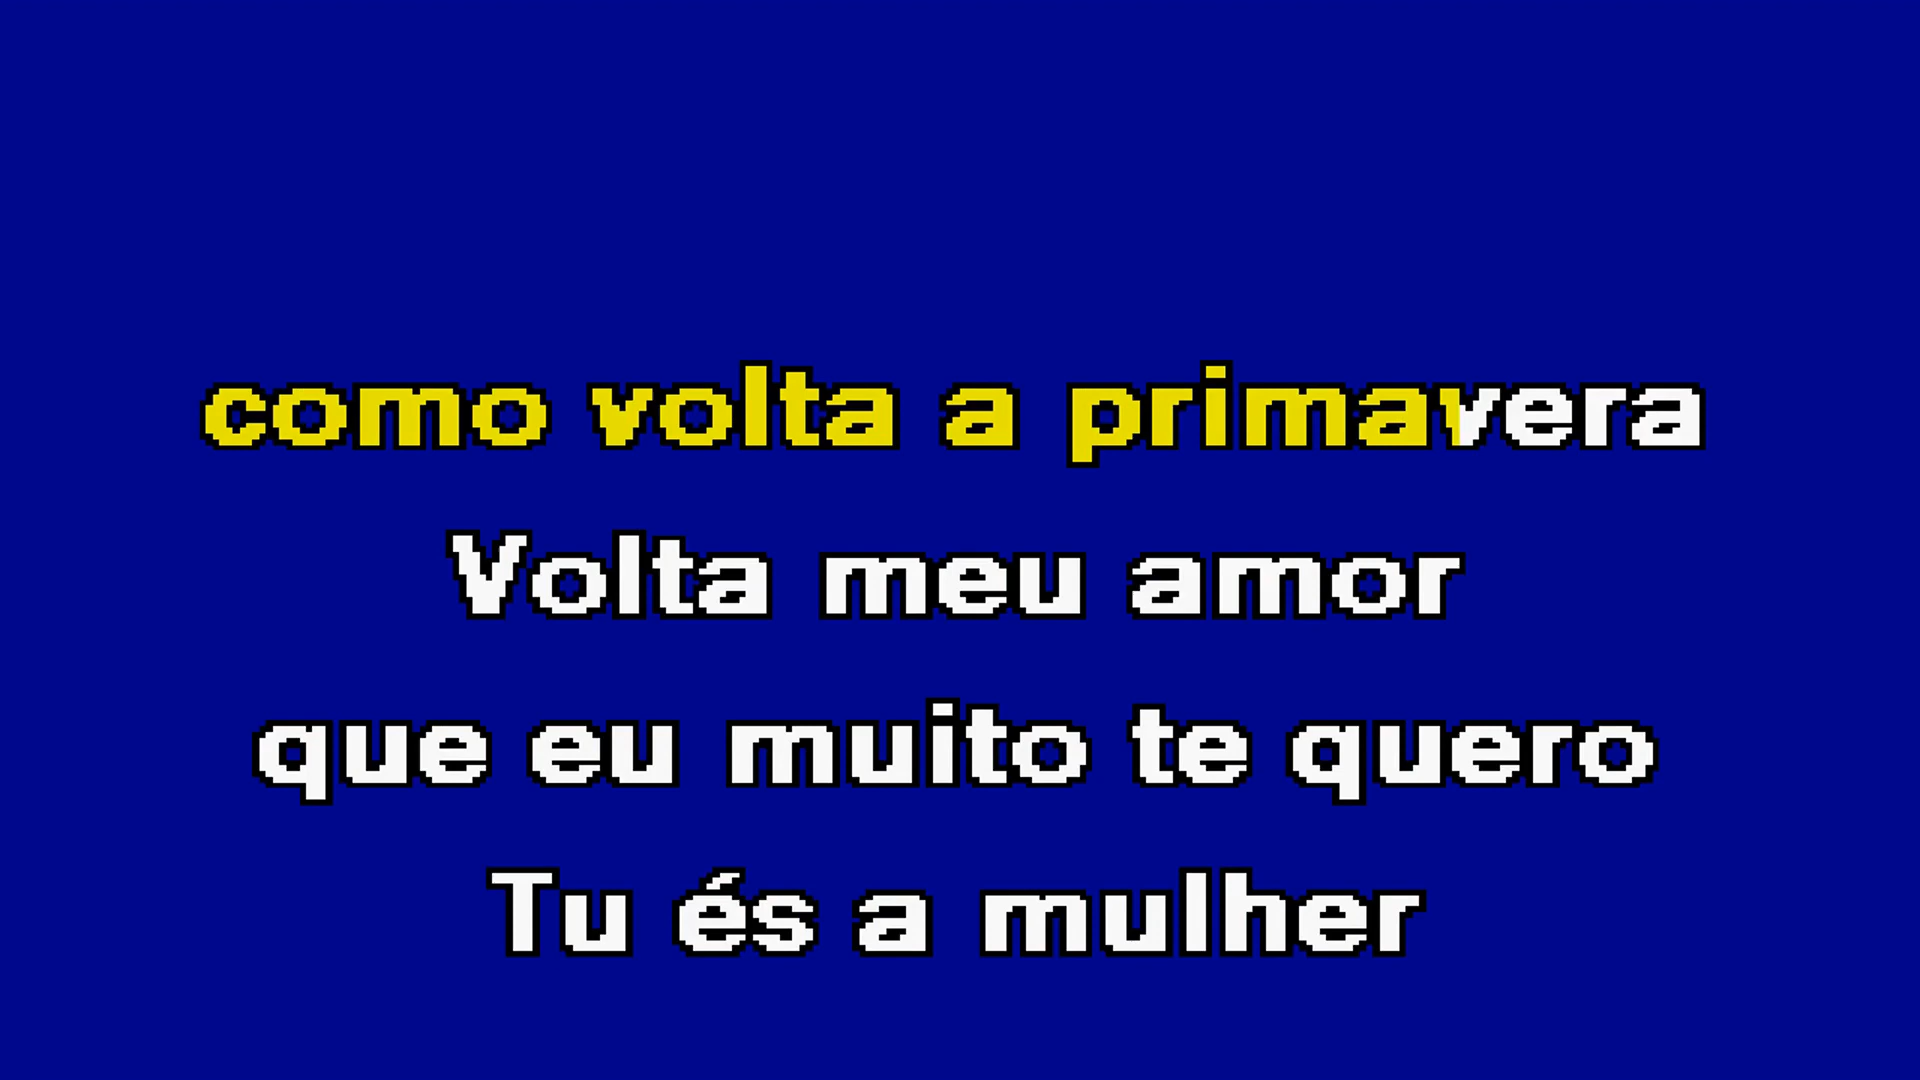 como volta a primavera
Volta meu amor
que eu muito te quero
Tu és a mulher